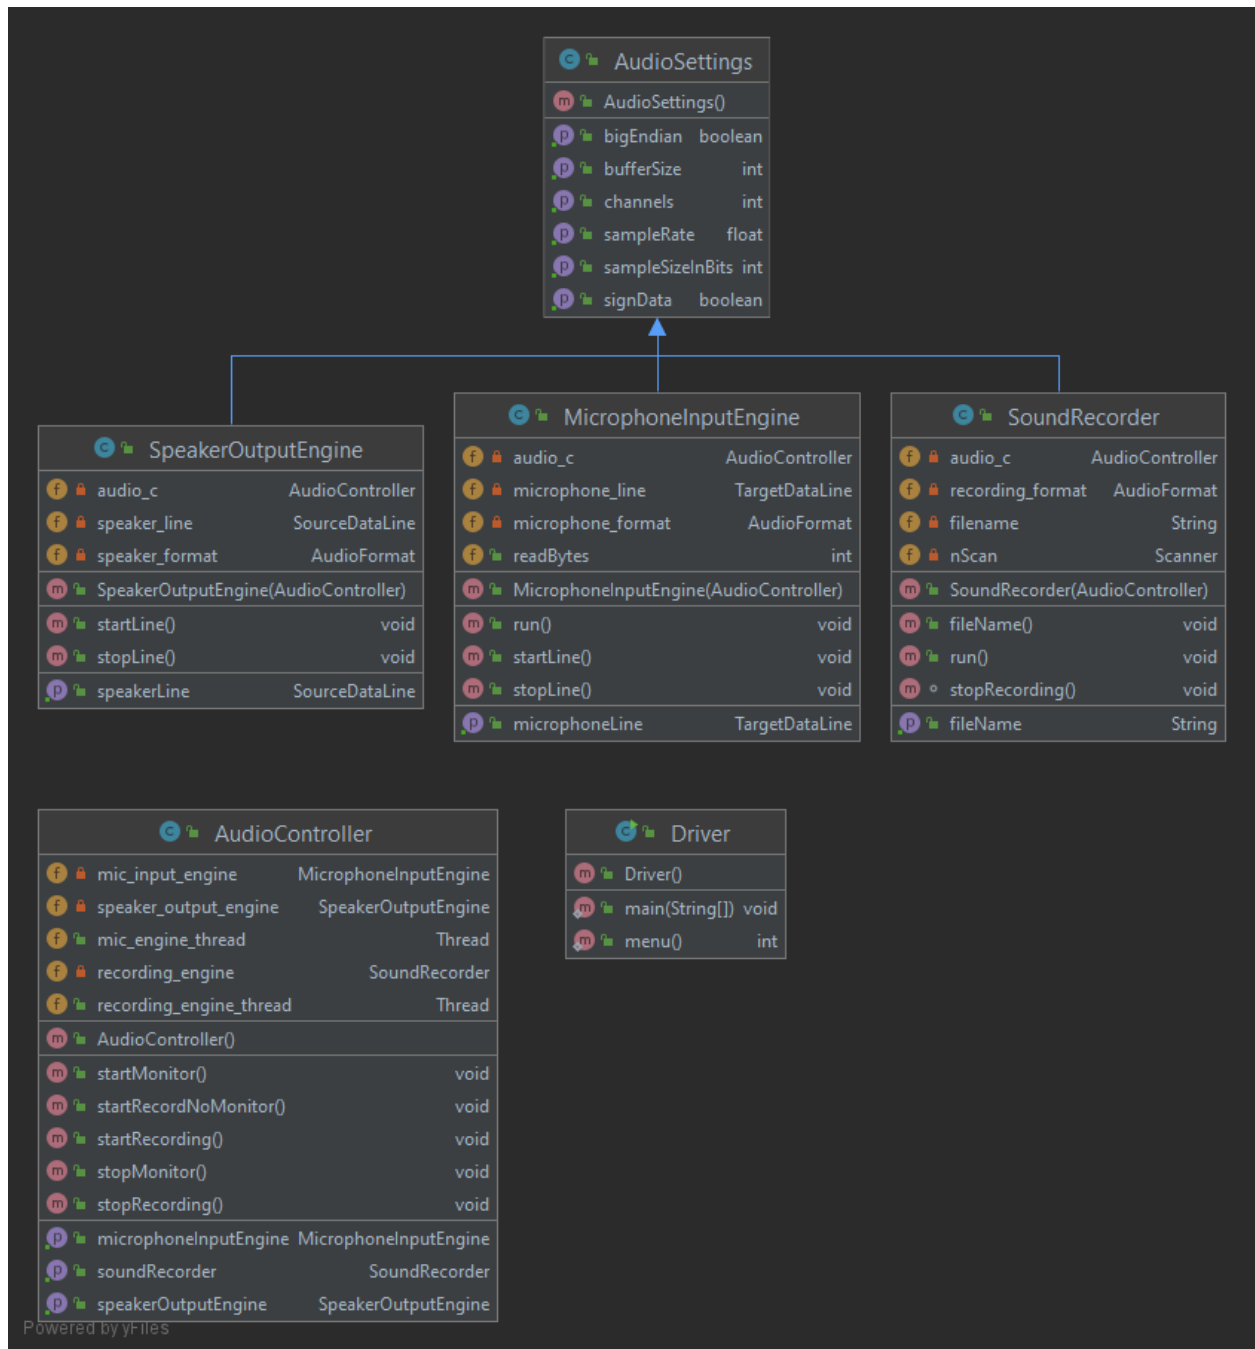 AudioSettings
AudioSettings()
bigEndian boolean
bufferSize int
channels int
sampleRate float
sampleSizeInBits int
signData boolean
SpeakerOutputEngine
audio_c AudioController
speaker_line SourceDataLine
speaker_format AudioFormat
SpeakerOutputEngine(AudioController)
startLine() void
stopLine() void
speakerLine SourceDataLine
MicrophoneInputEngine
audio_c AudioController
microphone_line TargetDataLine
microphone_format AudioFormat
readBytes int
MicrophoneInputEngine(AudioController)
run() void
startLine() void
stopLine() void
microphoneLine TargetDataLine
SoundRecorder
audio_c AudioController
recording_format AudioFormat
filename String
nScan Scanner
SoundRecorder(AudioController)
fileName() void
run() void
stopRecording() void
fileName String
AudioController
mic_input_engine MicrophoneInputEngine
speaker_output_engine SpeakerOutputEngine
mic_engine_thread Thread
recording_engine SoundRecorder
recording_engine_thread Thread
AudioController()
startMonitor() void
startRecordNoMonitor() void
startRecording() void
stopMonitor() void
stopRecording() void
microphoneInputEngine MicrophoneInputEngine
soundRecorder SoundRecorder
speakerOutputEngine SpeakerOutputEngine
Driver
Driver()
main(String[]) void
menu() int
Powered by yFiles